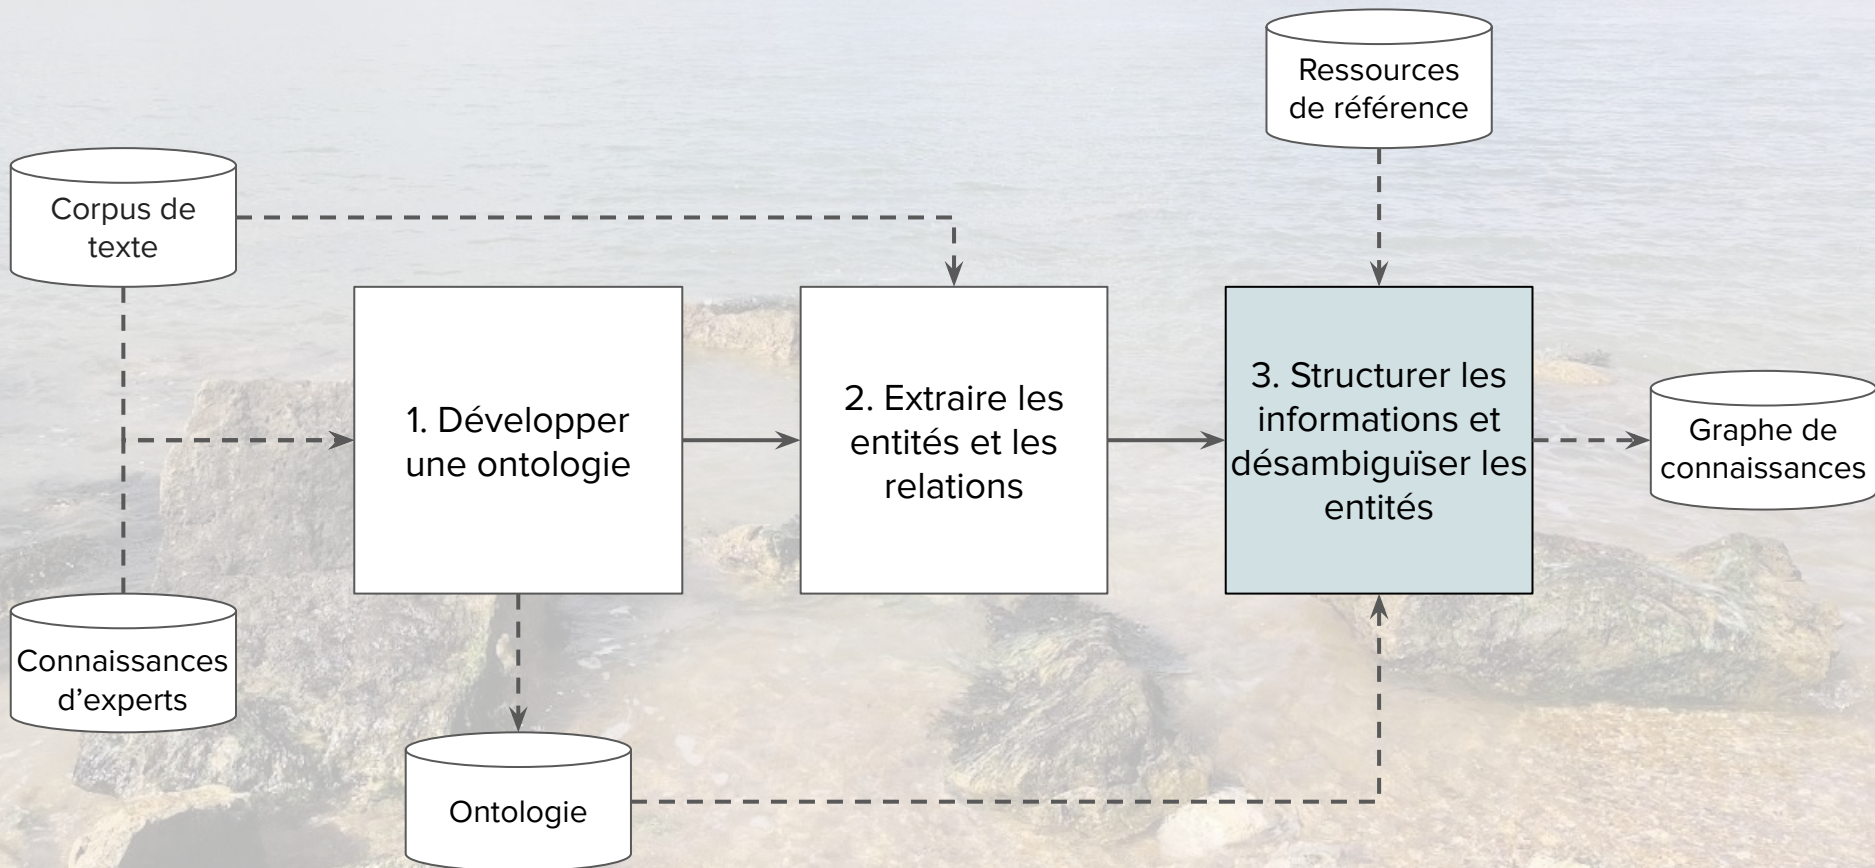 Ressources
de référence
Corpus de
texte
1. Développer
une ontologie
2. Extraire les
entités et les
relations
3. Structurer les
informations et
désambiguïser les
entités
Graphe de
connaissances
Connaissances
d'experts
Ontologie